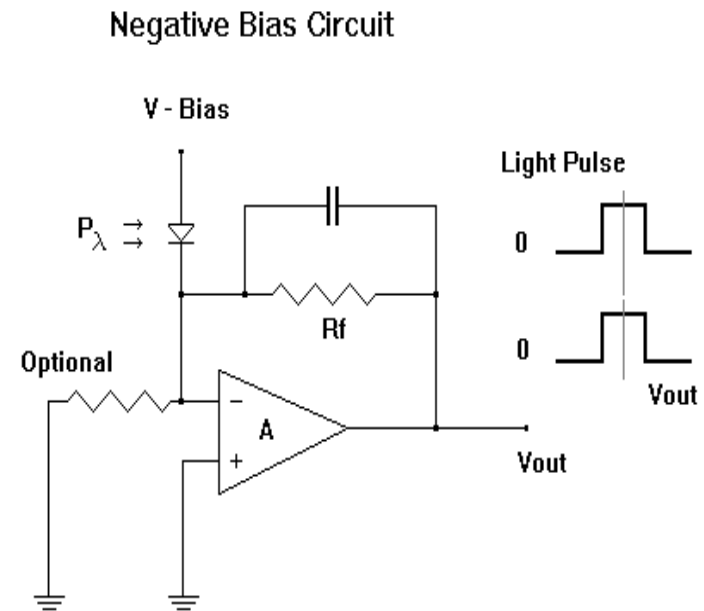 Negative Bias Circuit
V - Bias
Light Pulse
Pλ
0
Rf
Optional
0
Vout
A
−
+
Vout